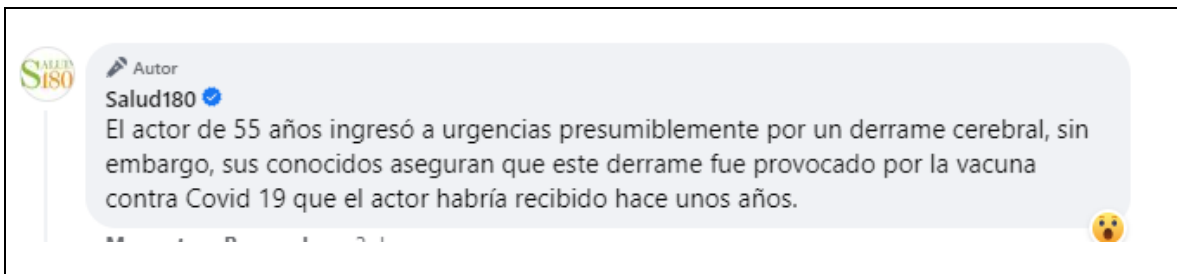 SALUD
180
Autor
Salud180
El actor de 55 años ingresó a urgencias presumiblemente por un derrame cerebral, sin
embargo, sus conocidos aseguran que este derrame fue provocado por la vacuna
contra Covid 19 que el actor habría recibido hace unos años.